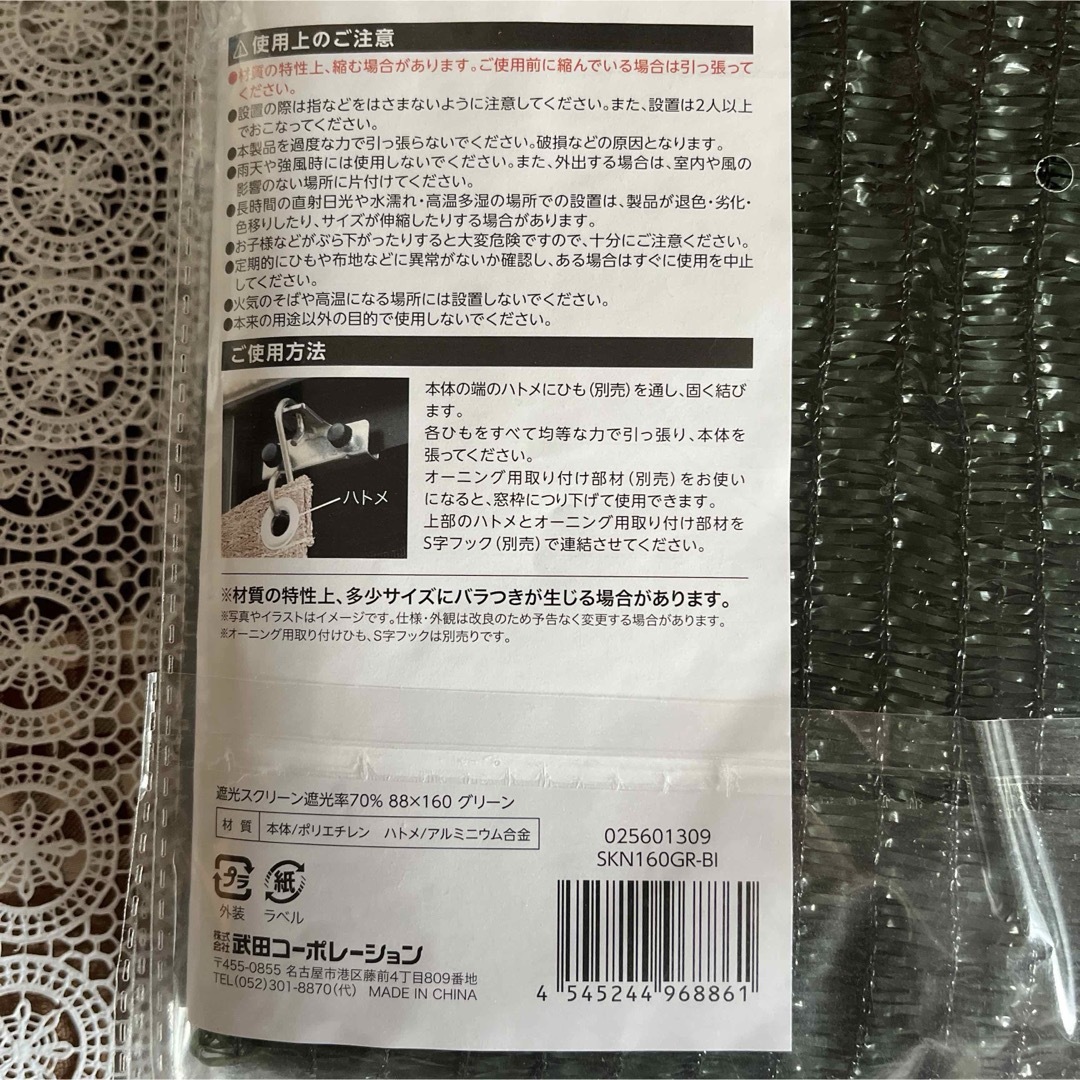 ⚠使用上のご注意
●材質の特性上、縮む場合があります。ご使用前に縮んでいる場合は引っ張って
ください。
●設置の際は指などをはさまないように注意してください。また、設置は2人以上
でおこなってください。
●本製品を過度な力で引っ張らないでください。破損などの原因となります。
●雨天や強風時には使用しないでください。また、外出する場合は、室内や風の
影響のない場所に片付けてください。
●長時間の直射日光や水濡れ・高温多湿の場所での設置は、製品が退色・劣化・
色移りしたり、サイズが伸縮したりする場合があります。
●お子様などがぶら下がったりすると大変危険ですので、十分にご注意ください。
●定期的にひもや布地などに異常がないか確認し、ある場合はすぐに使用を中止
してください。
●火気のそばや高温になる場所には設置しないでください。
●本来の用途以外の目的で使用しないでください。
ご使用方法
ハトメ
本体の端のハトメにひも(別売)を通し、固く結び
ます。
各ひもをすべて均等な力で引っ張り、本体を
張ってください。
オーニング用取り付け部材(別売)をお使い
になると、窓枠につり下げて使用できます。
上部のハトメとオーニング用取り付け部材を
S字フック(別売)で連結させてください。
※材質の特性上、多少サイズにバラつきが生じる場合があります。
※写真やイラストはイメージです。仕様・外観は改良のため予告なく変更する場合があります。
※オーニング用取り付けひも、S字フックは別売りです。
遮光スクリーン遮光率70% 88×160 グリーン
材質 本体/ポリエチレン ハトメ/アルミニウム合金
プラ 紙
外装 ラベル
株式会社 武田コーポレーション
〒455-0855 名古屋市港区藤前4丁目809番地
TEL(052)301-8870(代) MADE IN CHINA
025601309
SKN160GR-BI
4 545244 968861